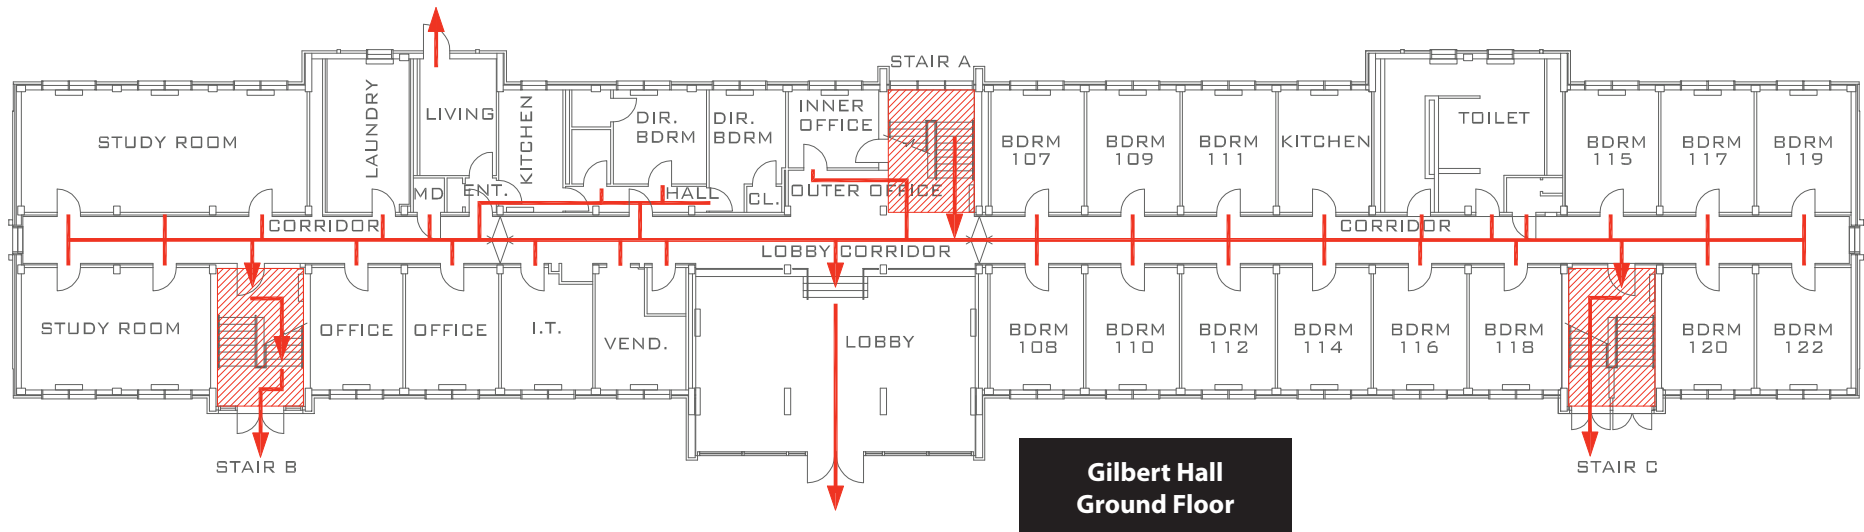 STAIR A
STUDY ROOM
LAUNDRY
LIVING
KITCHEN
DIR.
BDRM
DIR.
BDRM
INNER
OFFICE
BDRM
107
BDRM
109
BDRM
111
KITCHEN
TOILET
BDRM
115
BDRM
117
BDRM
119
MD
ENT.
HALL
CL.
OUTER OFFICE
CORRIDOR
LOBBY CORRIDOR
CORRIDOR
STUDY ROOM
OFFICE
OFFICE
I.T.
VEND.
LOBBY
BDRM
108
BDRM
110
BDRM
112
BDRM
114
BDRM
116
BDRM
118
BDRM
120
BDRM
122
STAIR B
STAIR C
Gilbert Hall
Ground Floor